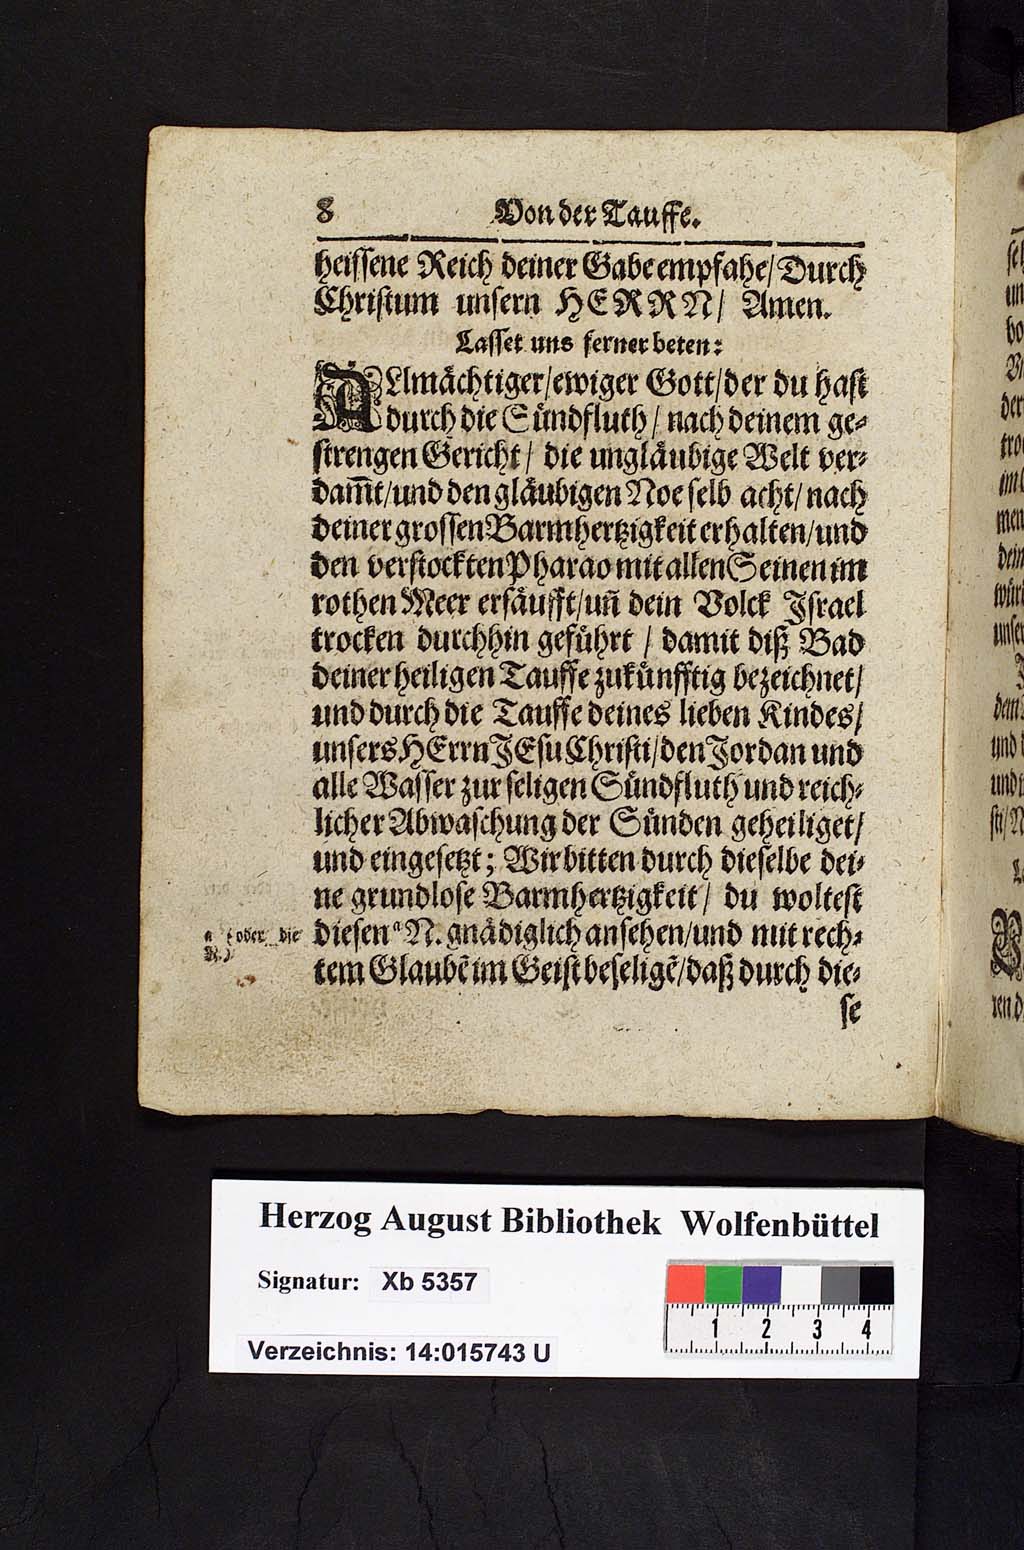 8 Von der Tauffe.
heissene Reich deiner Gabe empfahe/ Durch
Christum unsern HERRN/ Amen.
Lasset uns ferner beten:
ALlmächtiger/ ewiger Gott/ der du hast
durch die Sündfluth/ nach deinem ge-
strengen Gericht/ die ungläubige Welt ver-
dam̅t/ und den gläubigen Noe selb acht/ nach
deiner grossen Barmhertzigkeit erhalten/ und
den verstockten Pharao mit allen Seinen im
rothen Meer ersäufft/ un̅ dein Volck Israel
trocken durchhin geführt / damit diß Bad
deiner heiligen Tauffe zukünfftig bezeichnet/
und durch die Tauffe deines lieben Kindes/
unsers HErrn JEsu Christi/ den Jordan und
alle Wasser zur seligen Sündfluth und reich-
licher Abwaschung der Sünden geheiliget/
und eingesetzt; Wir bitten durch dieselbe dei-
ne grundlose Barmhertzigkeit/ du woltest
a (oder die
N.)
diesen a N. gnädiglich ansehen/ und mit rech-
tem Glaubē im Geist beseligē/ daß durch die-
se
Herzog August Bibliothek Wolfenbüttel
Signatur: Xb 5357
Verzeichnis: 14:015743 U
1 2 3 4